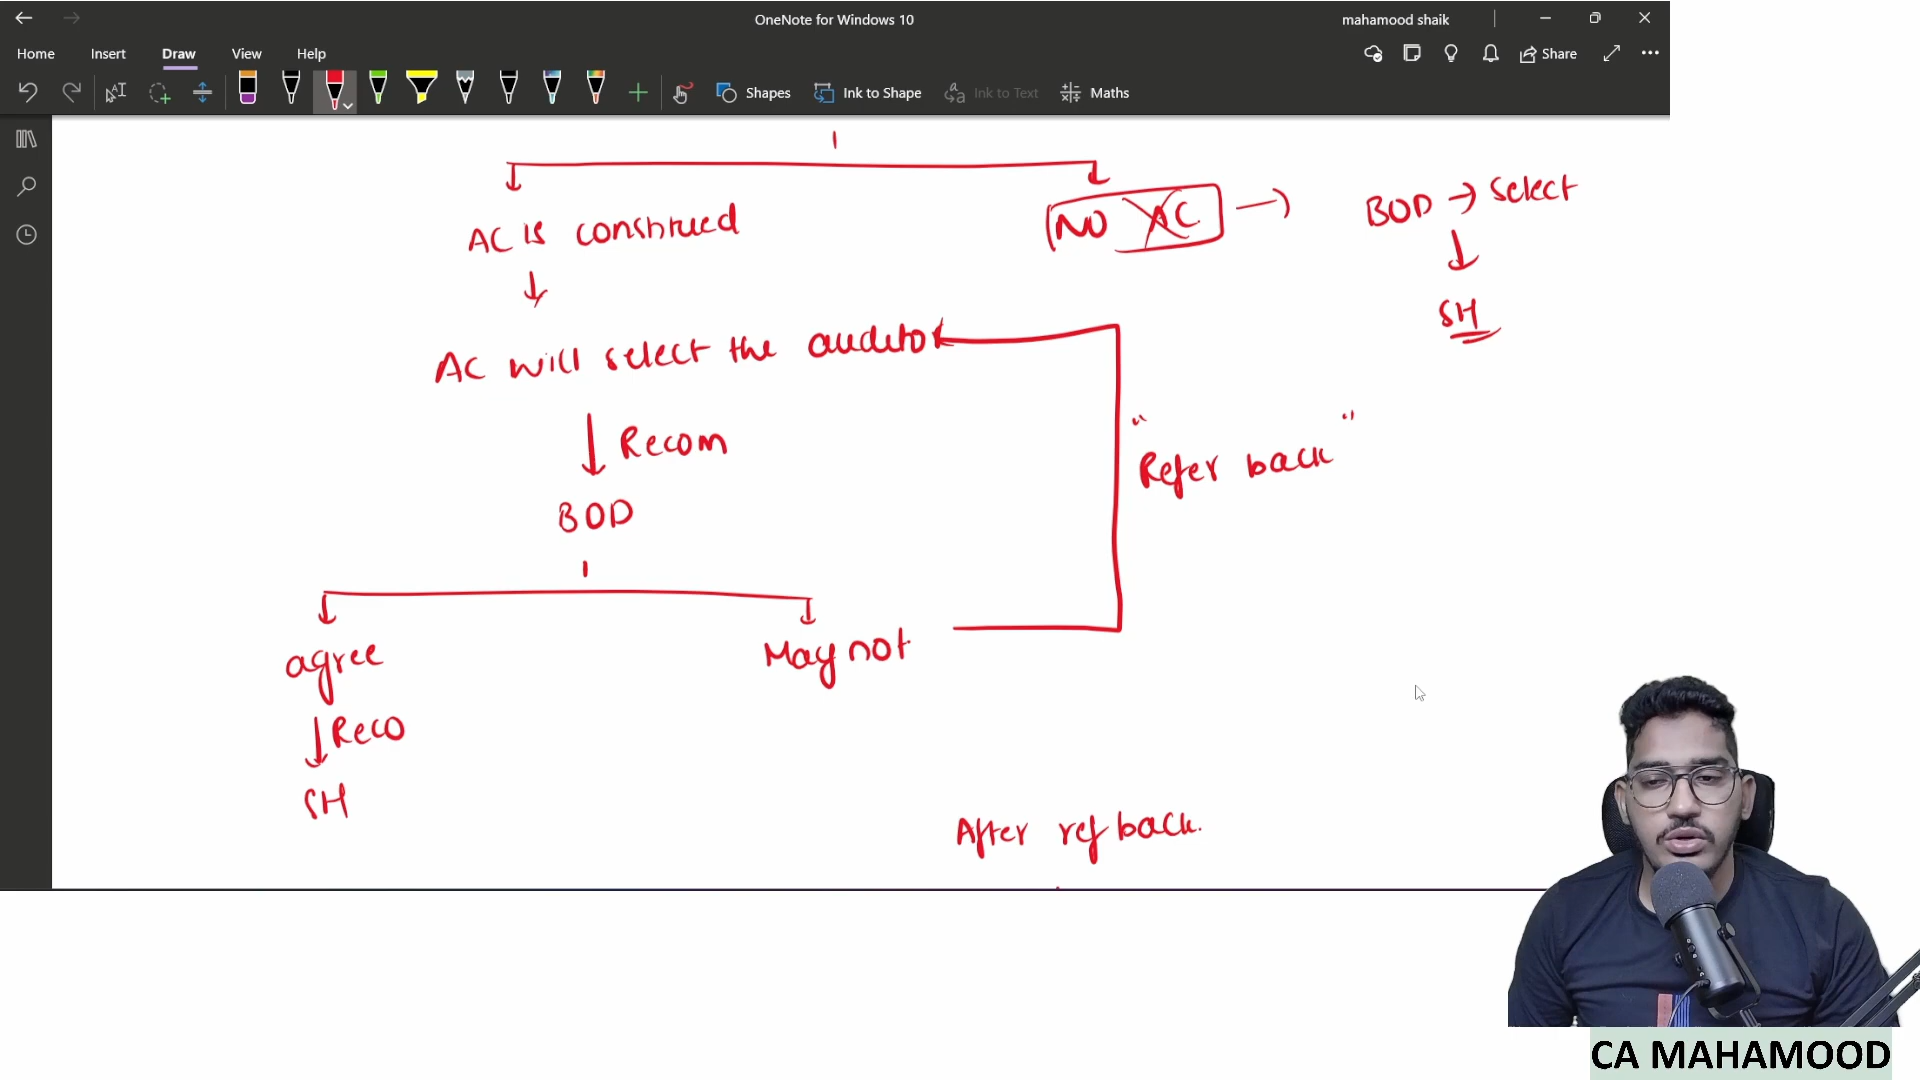 OneNote for Windows 10
mahamood shaik
Home Insert Draw View Help
Share
Shapes Ink to Shape Ink to Text Maths
AC is constitued
NO AC
BOD → Select
SH
AC will select the auditor
Recom
"Refer back"
BOD
agree
May not
Reco
SH
After ref back.
CA MAHAMOOD